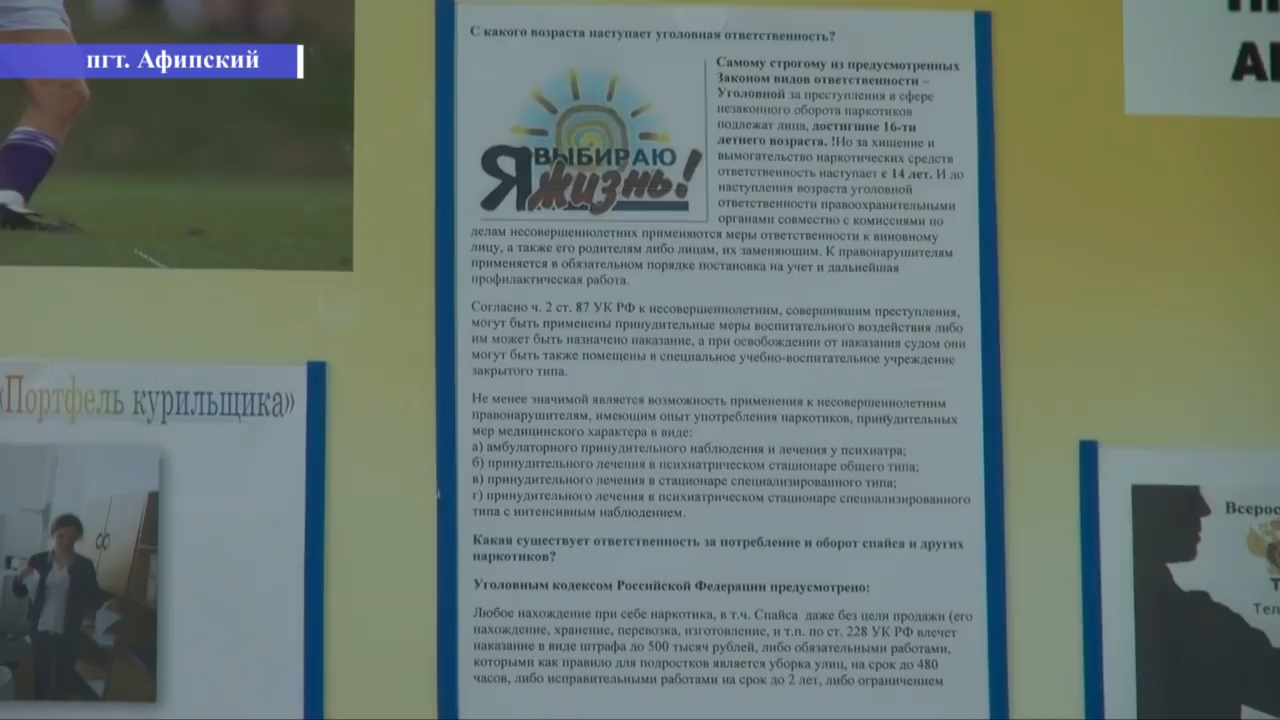 пгт. Афипский
С какого возраста наступает уголовная ответственность?
Я ВЫБИРАЮ
жизнь!
Самому строгому из предусмотренных
Законом видов ответственности –
Уголовной за преступления в сфере
незаконного оборота наркотиков
подлежат лица, достигшие 16-ти
летнего возраста. !Но за хищение и
вымогательство наркотических средств
ответственность наступает с 14 лет. И до
наступления возраста уголовной
ответственности правоохранительными
органами совместно с комиссиями по
делам несовершеннолетних применяются меры ответственности к виновному
лицу, а также его родителям либо лицам, их заменяющим. К правонарушителям
применяется в обязательном порядке постановка на учет и дальнейшая
профилактическая работа.
Согласно ч. 2 ст. 87 УК РФ к несовершеннолетним, совершившим преступления,
могут быть применены принудительные меры воспитательного воздействия либо
им может быть назначено наказание, а при освобождении от наказания судом они
могут быть также помещены в специальное учебно-воспитательное учреждение
закрытого типа.
Не менее значимой является возможность применения к несовершеннолетним
правонарушителям, имеющим опыт употребления наркотиков, принудительных
мер медицинского характера в виде:
а) амбулаторного принудительного наблюдения и лечения у психиатра;
б) принудительного лечения в психиатрическом стационаре общего типа;
в) принудительного лечения в стационаре специализированного типа;
г) принудительного лечения в психиатрическом стационаре специализированного
типа с интенсивным наблюдением.
Какая существует ответственность за потребление и оборот спайса и других
наркотиков?
Уголовным кодексом Российской Федерации предусмотрено:
Любое нахождение при себе наркотика, в т.ч. Спайса даже без цели продажи (его
нахождение, хранение, перевозка, изготовление, и т.п. по ст. 228 УК РФ влечет
наказание в виде штрафа до 500 тысяч рублей, либо обязательными работами,
которыми как правило для подростков является уборка улиц, на срок до 480
часов, либо исправительными работами на срок до 2 лет, либо ограничением
«Портфель курильщика»
Всерос
Т
Тел